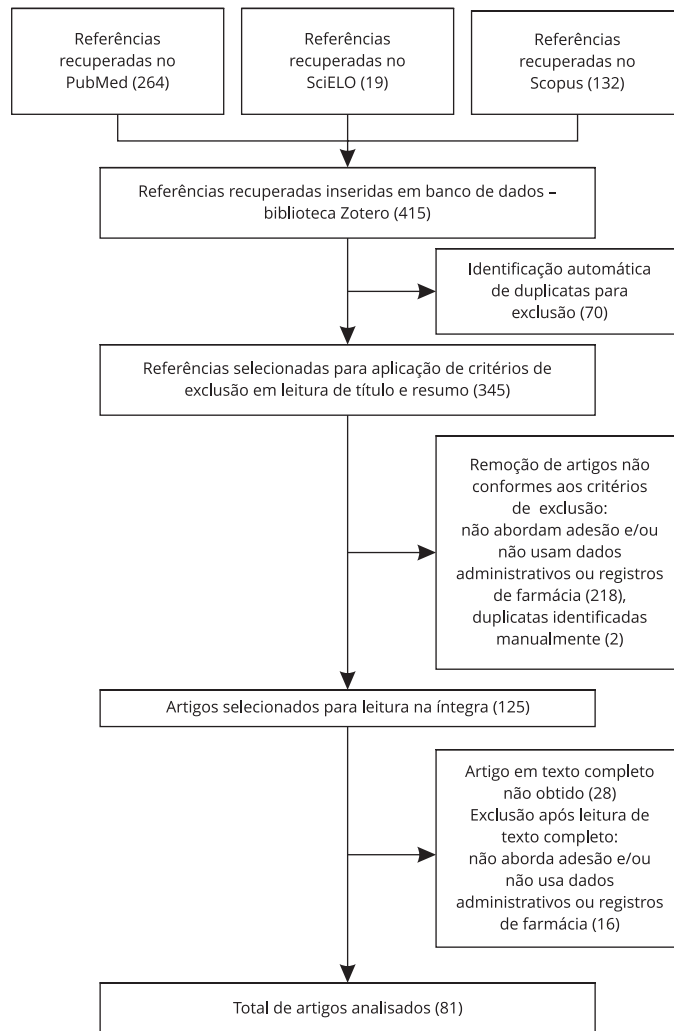 Referências
recuperadas no
PubMed (264)
Referências
recuperadas no
SciELO (19)
Referências
recuperadas no
Scopus (132)
Referências recuperadas inseridas em banco de dados –
biblioteca Zotero (415)
Identificação automática
de duplicatas para
exclusão (70)
Referências selecionadas para aplicação de critérios de
exclusão em leitura de título e resumo (345)
Remoção de artigos não
conformes aos critérios
de exclusão:
não abordam adesão e/ou
não usam dados
administrativos ou registros
de farmácia (218),
duplicatas identificadas
manualmente (2)
Artigos selecionados para leitura na íntegra (125)
Artigo em texto completo
não obtido (28)
Exclusão após leitura de
texto completo:
não aborda adesão e/ou
não usa dados
administrativos ou registros
de farmácia (16)
Total de artigos analisados (81)